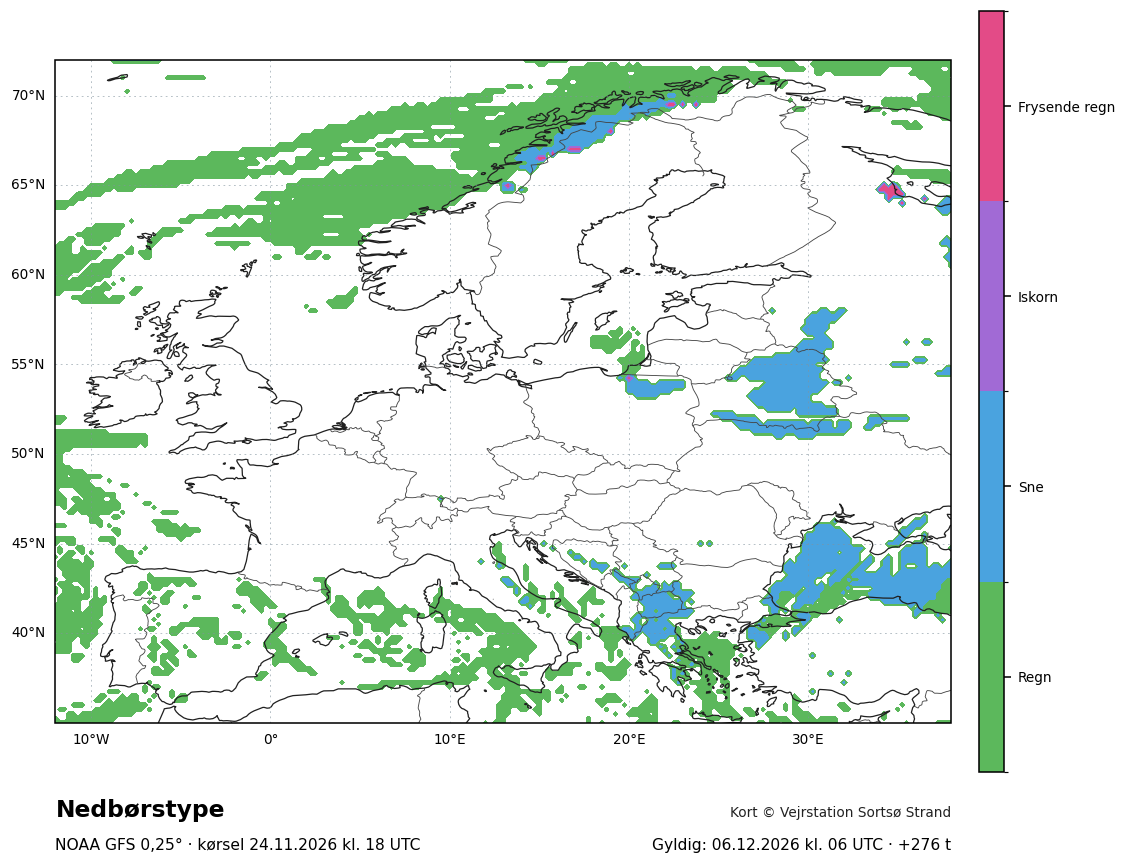 Frysende regn
Iskorn
Sne
Regn
70°N
65°N
60°N
55°N
50°N
45°N
40°N
10°W
0°
10°E
20°E
30°E
Nedbørstype
Kort © Vejrstation Sortsø Strand
NOAA GFS 0,25° · kørsel 24.11.2026 kl. 18 UTC
Gyldig: 06.12.2026 kl. 06 UTC · +276 t